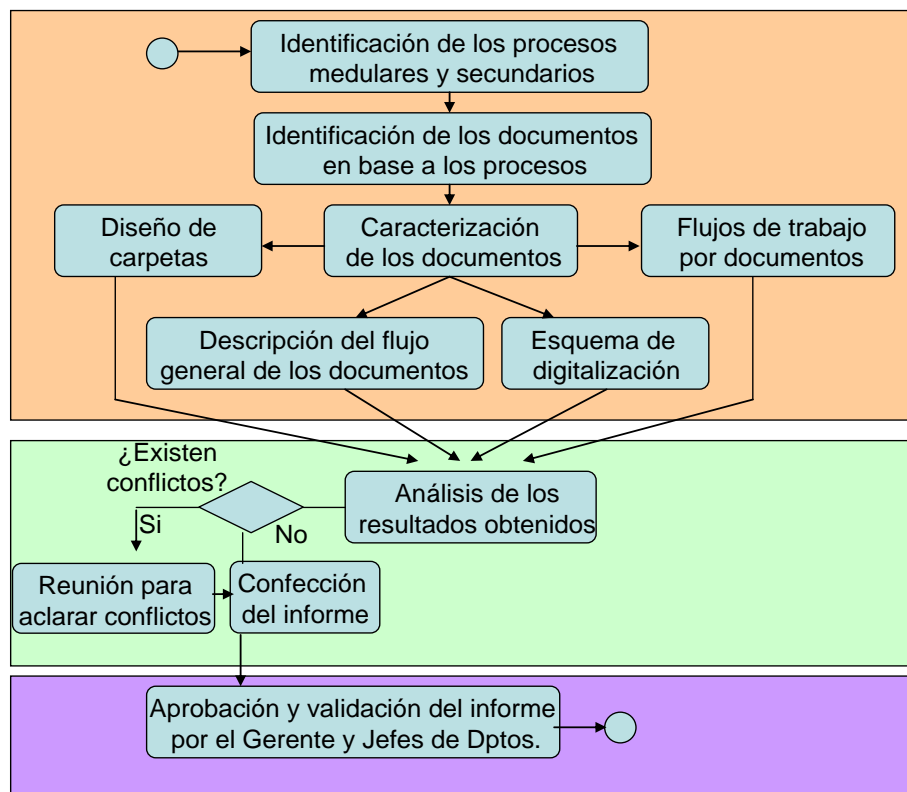 Identificación de los procesos
medulares y secundarios
Identificación de los documentos
en base a los procesos
Diseño de
carpetas
Caracterización
de los documentos
Flujos de trabajo
por documentos
Descripción del flujo
general de los documentos
Esquema de
digitalización
¿Existen
conflictos?
Análisis de los
resultados obtenidos
Si
No
Reunión para
aclarar conflictos
Confección
del informe
Aprobación y validación del informe
por el Gerente y Jefes de Dptos.